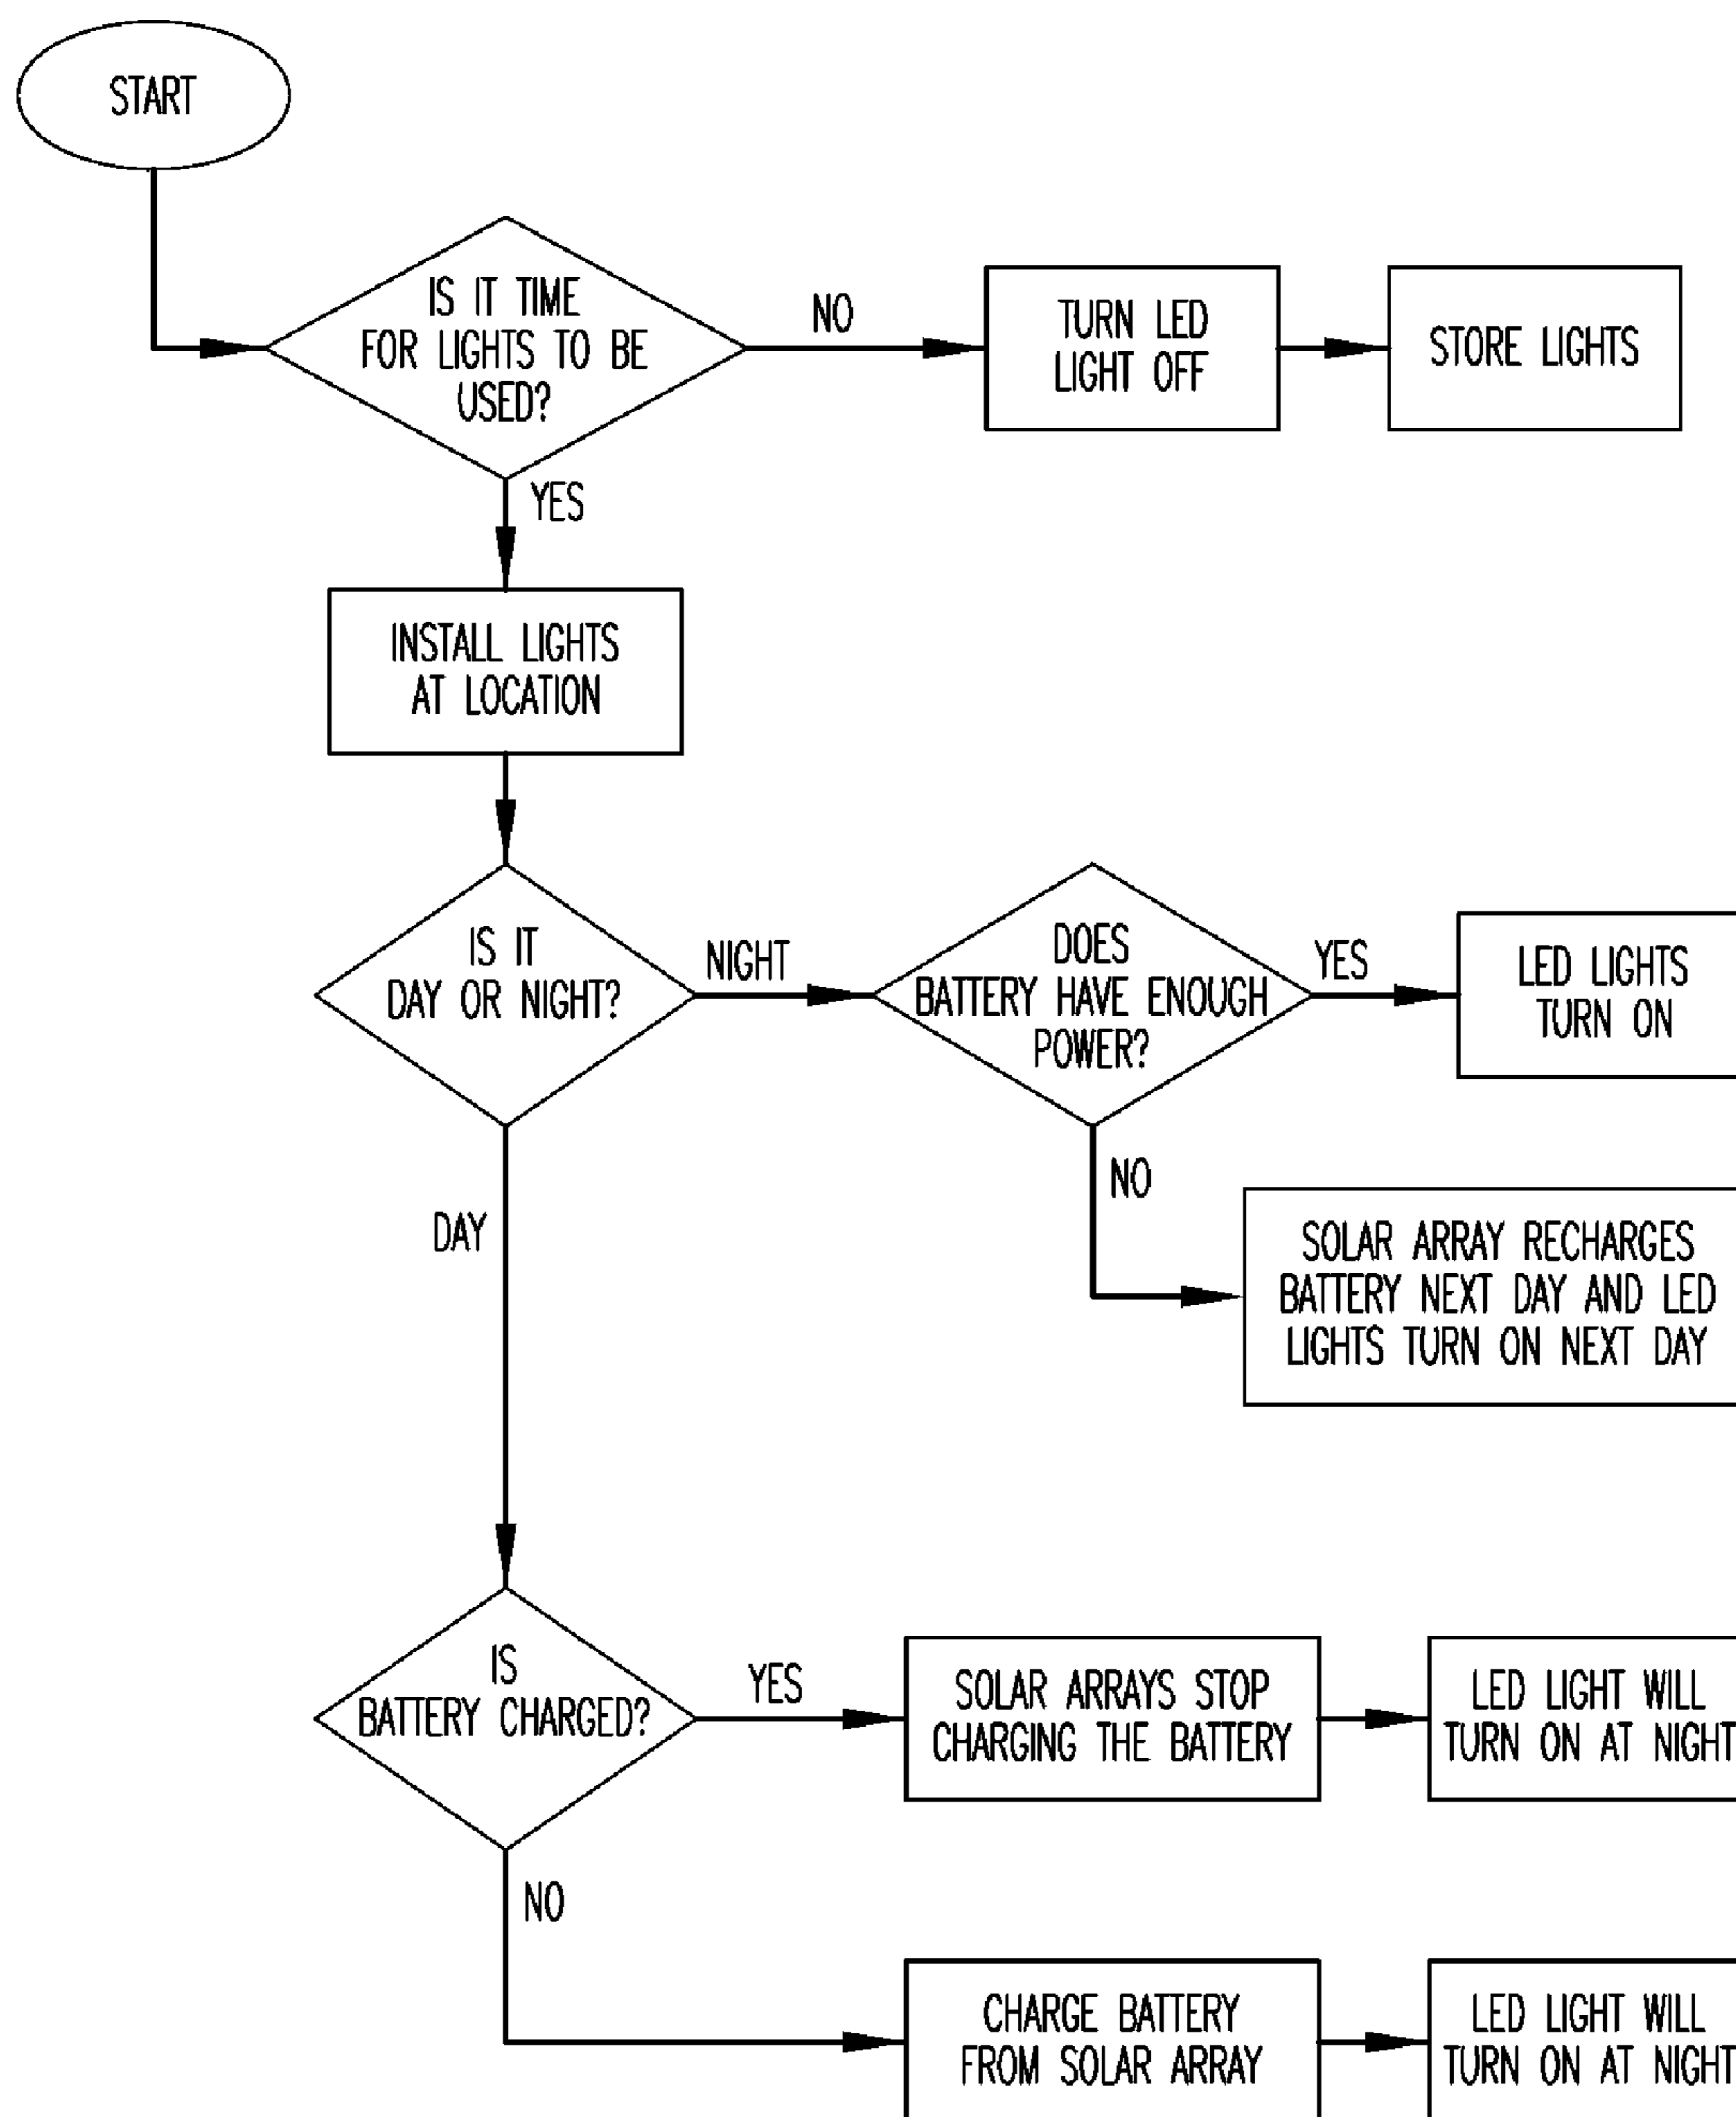 START
IS IT TIME
FOR LIGHTS TO BE
USED?
NO
TURN LED
LIGHT OFF
STORE LIGHTS
YES
INSTALL LIGHTS
AT LOCATION
IS IT
DAY OR NIGHT?
NIGHT
DOES
BATTERY HAVE ENOUGH
POWER?
YES
LED LIGHTS
TURN ON
NO
SOLAR ARRAY RECHARGES
BATTERY NEXT DAY AND LED
LIGHTS TURN ON NEXT DAY
DAY
IS
BATTERY CHARGED?
YES
SOLAR ARRAYS STOP
CHARGING THE BATTERY
LED LIGHT WILL
TURN ON AT NIGHT
NO
CHARGE BATTERY
FROM SOLAR ARRAY
LED LIGHT WILL
TURN ON AT NIGHT